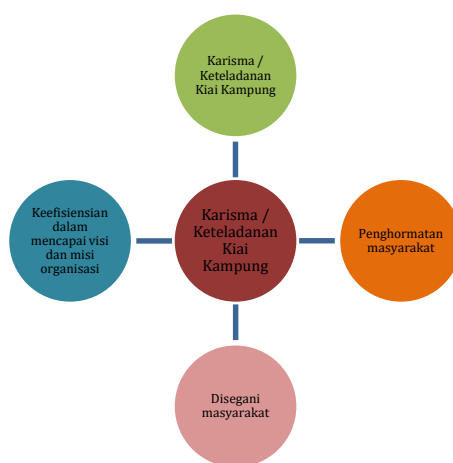 Karisma /
Keteladanan
Kiai Kampung
Keefisiensian
dalam
mencapai visi
dan misi
organisasi
Karisma /
Keteladanan
Kiai
Kampung
Penghormatan
masyarakat
Disegani
masyarakat